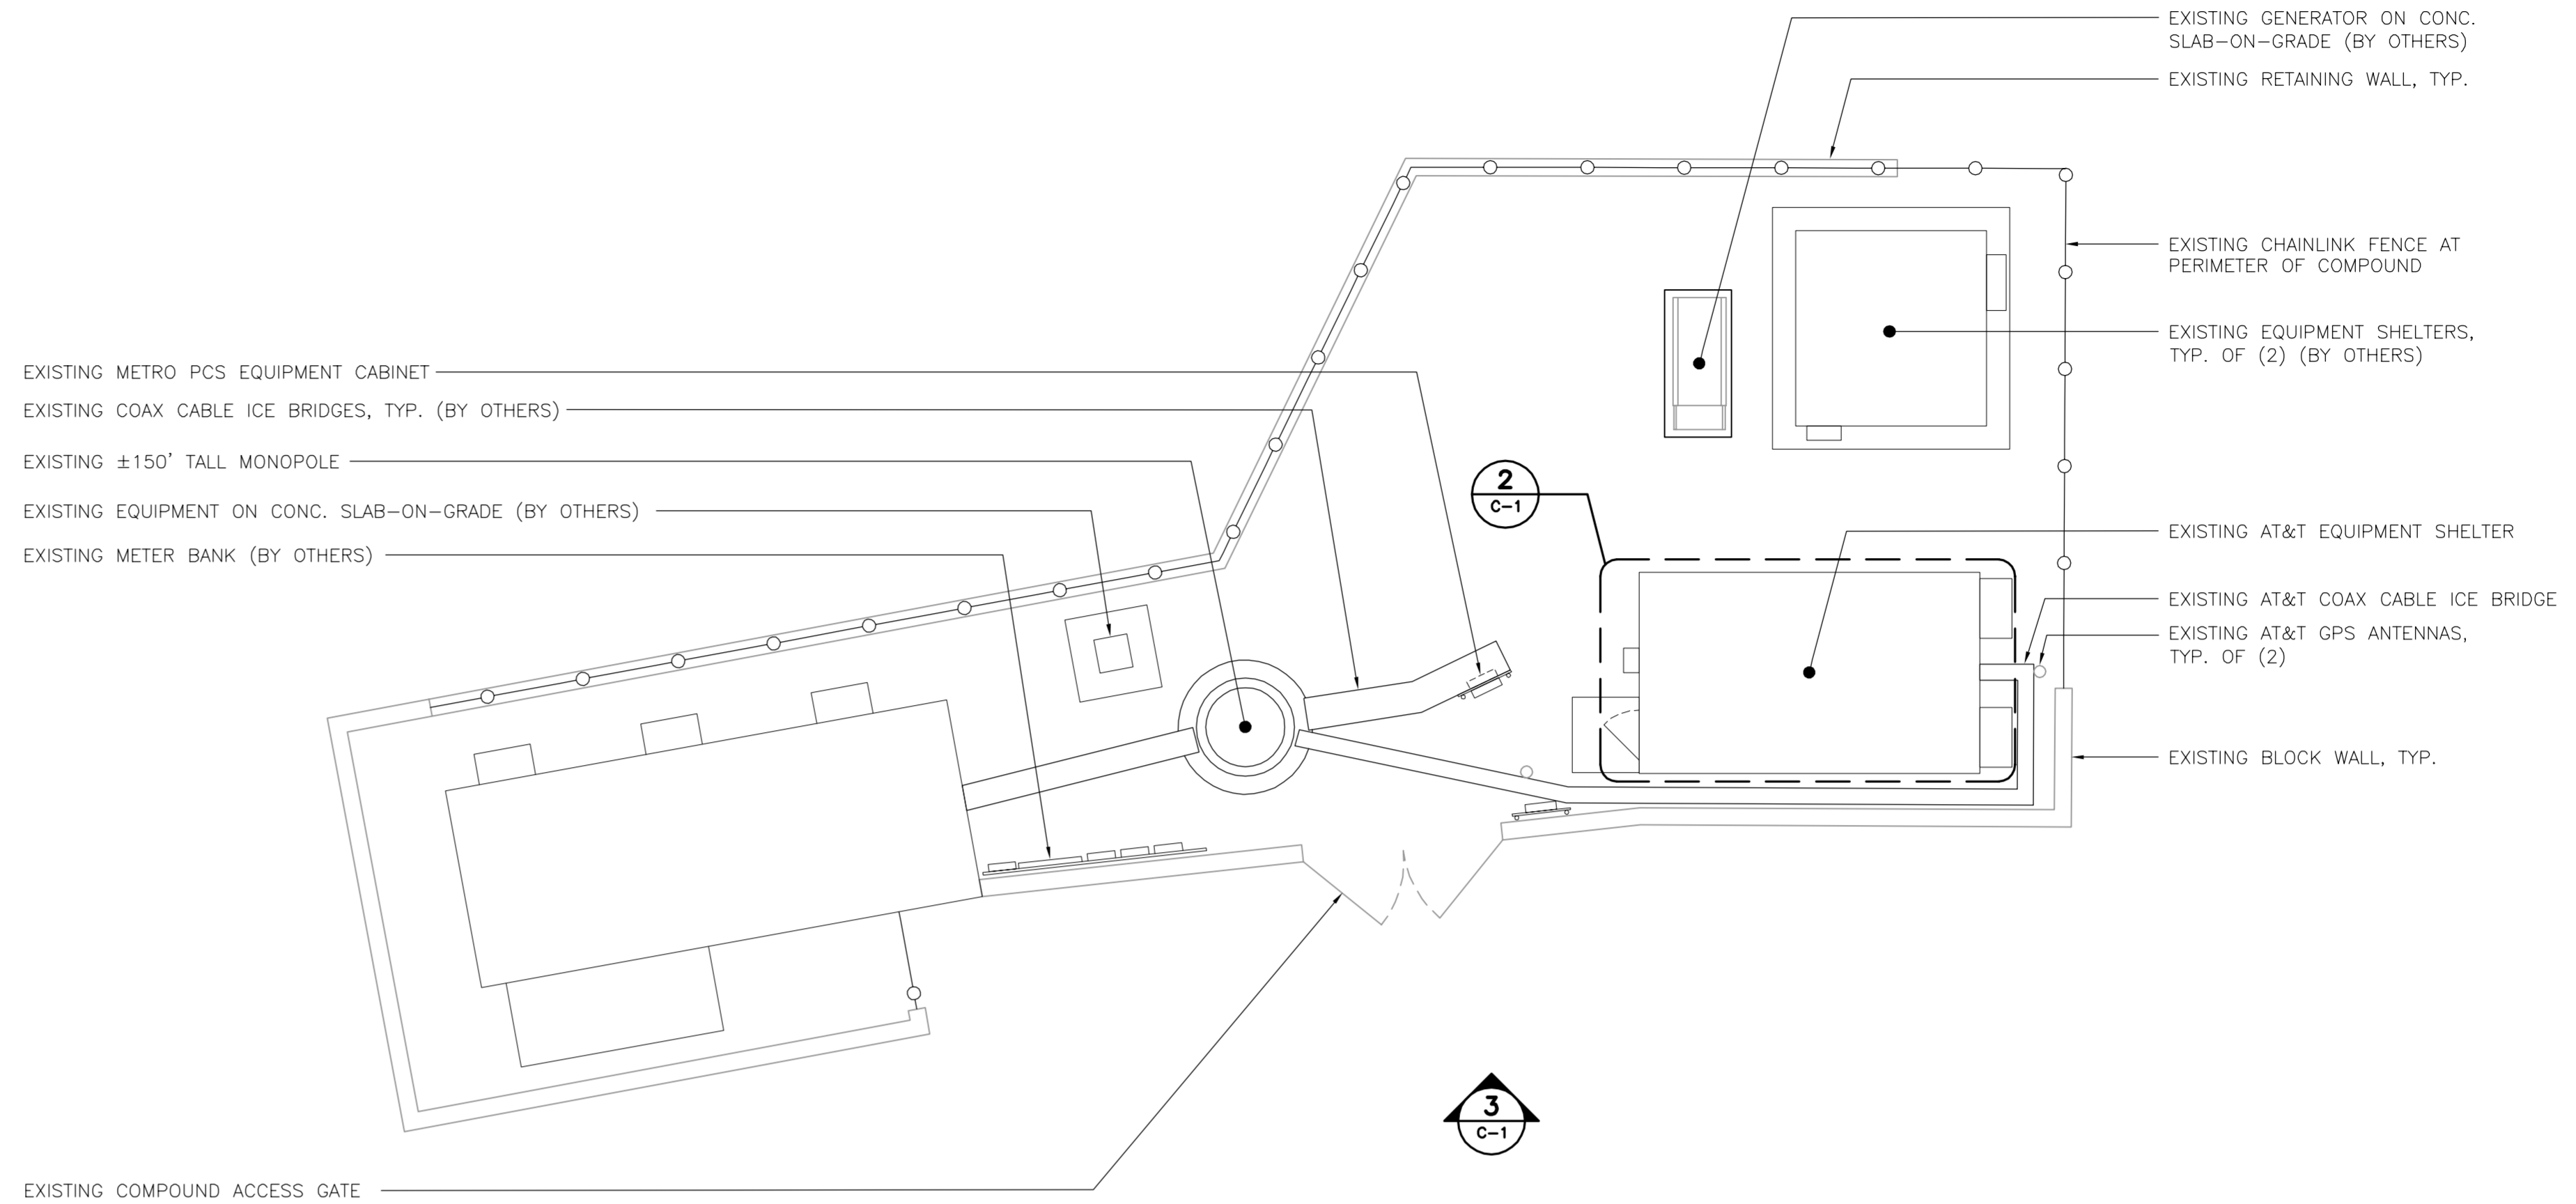 EXISTING GENERATOR ON CONC.
SLAB-ON-GRADE (BY OTHERS)
EXISTING RETAINING WALL, TYP.
EXISTING CHAINLINK FENCE AT
PERIMETER OF COMPOUND
EXISTING EQUIPMENT SHELTERS,
TYP. OF (2) (BY OTHERS)
EXISTING METRO PCS EQUIPMENT CABINET
EXISTING COAX CABLE ICE BRIDGES, TYP. (BY OTHERS)
EXISTING ±150' TALL MONOPOLE
EXISTING EQUIPMENT ON CONC. SLAB-ON-GRADE (BY OTHERS)
EXISTING METER BANK (BY OTHERS)
2
C-1
EXISTING AT&T EQUIPMENT SHELTER
EXISTING AT&T COAX CABLE ICE BRIDGE
EXISTING AT&T GPS ANTENNAS,
TYP. OF (2)
EXISTING BLOCK WALL, TYP.
3
C-1
EXISTING COMPOUND ACCESS GATE